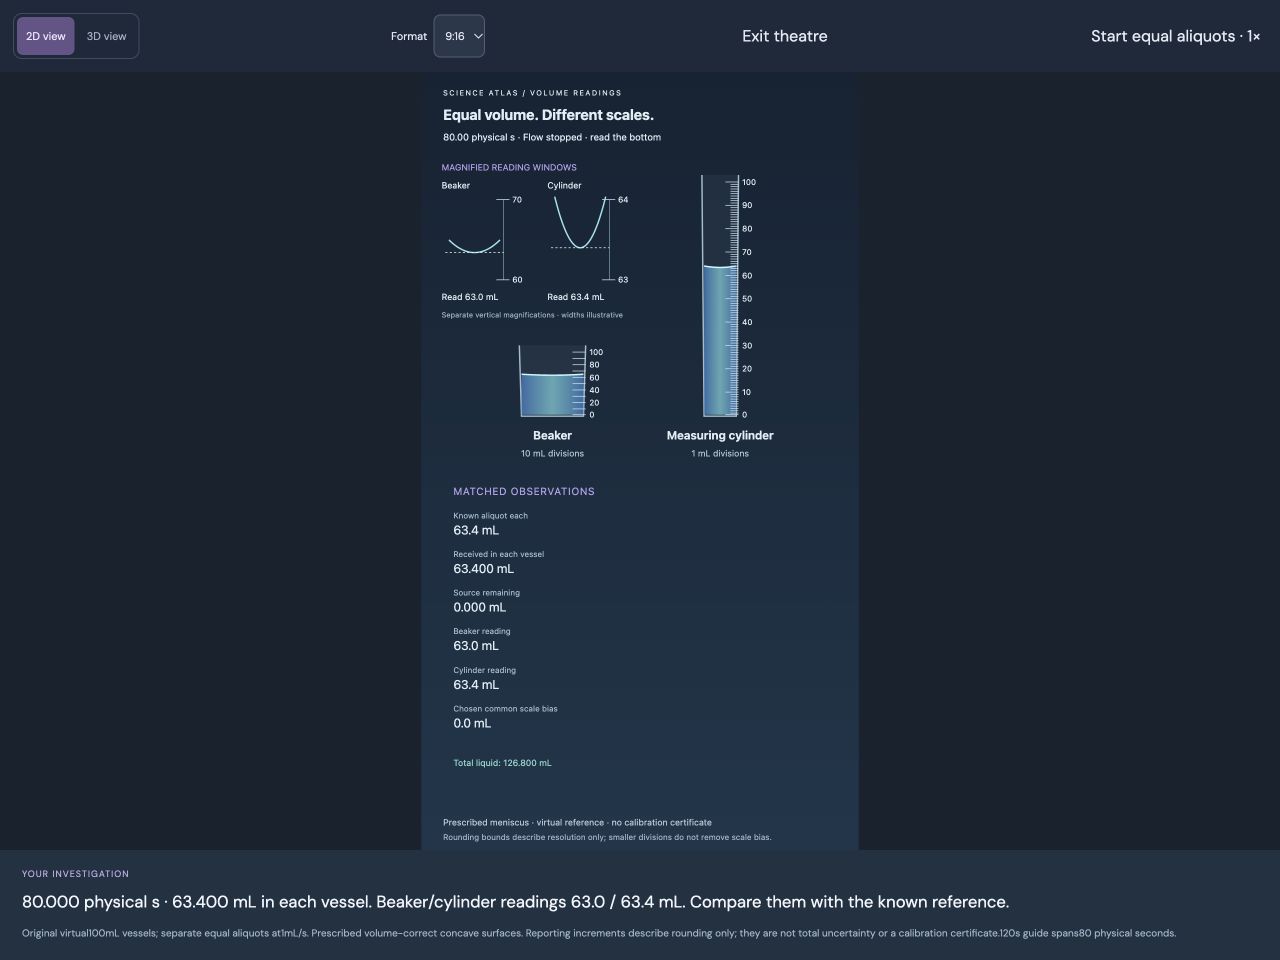 2D view
3D view
Format
9:16
Exit theatre
Start equal aliquots · 1×
SCIENCE ATLAS / VOLUME READINGS
Equal volume. Different scales.
80.00 physical s · Flow stopped · read the bottom
MAGNIFIED READING WINDOWS
Beaker
Cylinder
70
64
60
63
Read 63.0 mL
Read 63.4 mL
Separate vertical magnifications · widths illustrative
100
80
60
40
20
0
Beaker
10 mL divisions
100
90
80
70
60
50
40
30
20
10
0
Measuring cylinder
1 mL divisions
MATCHED OBSERVATIONS
Known aliquot each
63.4 mL
Received in each vessel
63.400 mL
Source remaining
0.000 mL
Beaker reading
63.0 mL
Cylinder reading
63.4 mL
Chosen common scale bias
0.0 mL
Total liquid: 126.800 mL
Prescribed meniscus · virtual reference · no calibration certificate
Rounding bounds describe resolution only; smaller divisions do not remove scale bias.
YOUR INVESTIGATION
80.000 physical s · 63.400 mL in each vessel. Beaker/cylinder readings 63.0 / 63.4 mL. Compare them with the known reference.
Original virtual100mL vessels; separate equal aliquots at1mL/s. Prescribed volume-correct concave surfaces. Reporting increments describe rounding only; they are not total uncertainty or a calibration certificate.120s guide spans80 physical seconds.